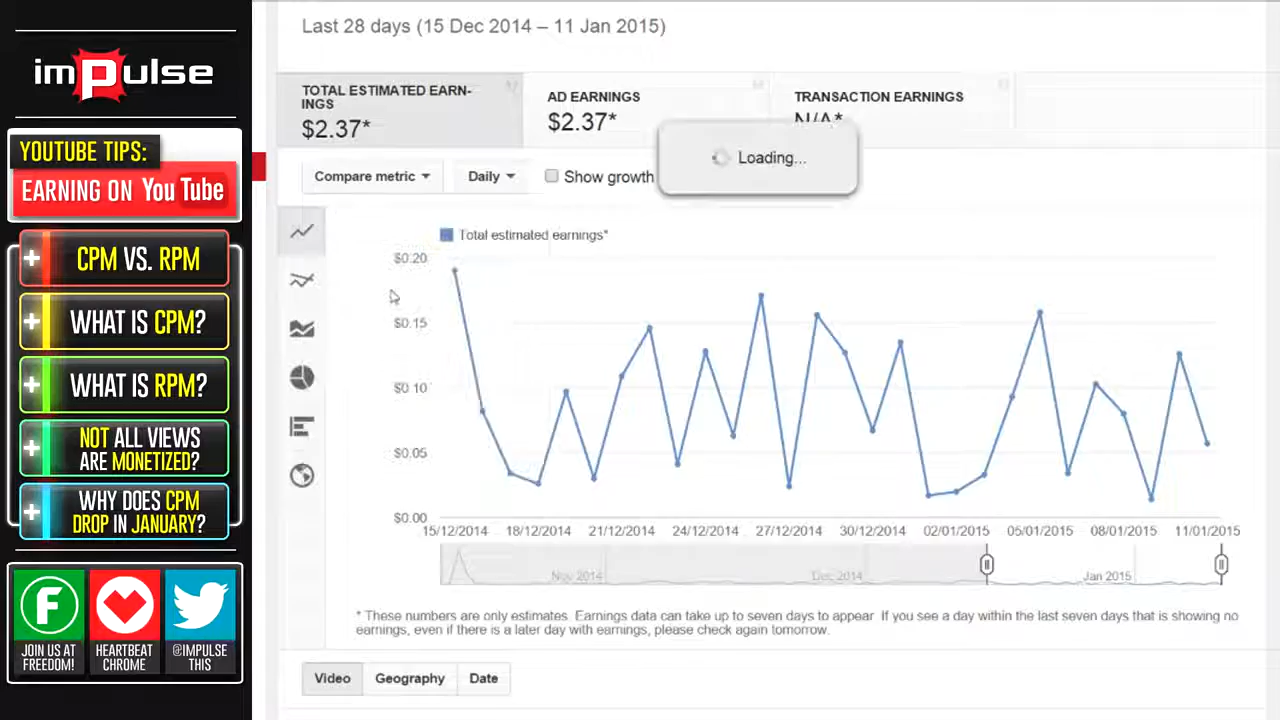 imPulse
YOUTUBE TIPS:
EARNING ON You Tube
CPM VS. RPM
WHAT IS CPM?
WHAT IS RPM?
NOT ALL VIEWS
ARE MONETIZED?
WHY DOES CPM
DROP IN JANUARY?
F
JOIN US AT
FREEDOM!
HEARTBEAT
CHROME
@IMPULSE
THIS
Last 28 days (15 Dec 2014 – 11 Jan 2015)
TOTAL ESTIMATED EARN-
INGS
$2.37*
AD EARNINGS
$2.37*
TRANSACTION EARNINGS
N/A*
Loading...
Compare metric
Daily
Show growth
Total estimated earnings*
$0.20
$0.15
$0.10
$0.05
$0.00
15/12/2014 18/12/2014 21/12/2014 24/12/2014 27/12/2014 30/12/2014 02/01/2015 05/01/2015 08/01/2015 11/01/2015
Nov 2014 Dec 2014 Jan 2015
* These numbers are only estimates. Earnings data can take up to seven days to appear. If you see a day within the last seven days that is showing no
earnings, even if there is a later day with earnings, please check again tomorrow.
Video Geography Date